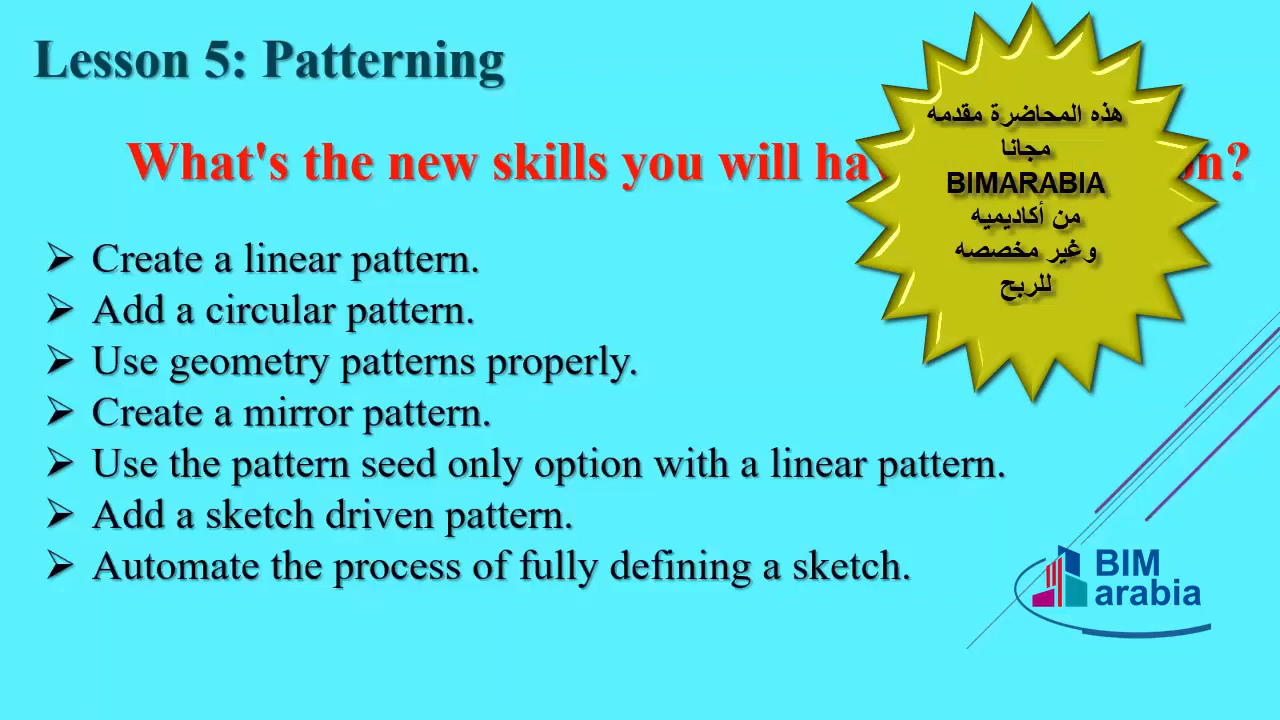 Lesson 5: Patterning
What's the new skills you will ha on?
➢ Create a linear pattern.
➢ Add a circular pattern.
➢ Use geometry patterns properly.
➢ Create a mirror pattern.
➢ Use the pattern seed only option with a linear pattern.
➢ Add a sketch driven pattern.
➢ Automate the process of fully defining a sketch.
هذه المحاضرة مقدمه
مجانا
BIMARABIA
من أكاديميه
وغير مخصصه
للربح
BIM
arabia